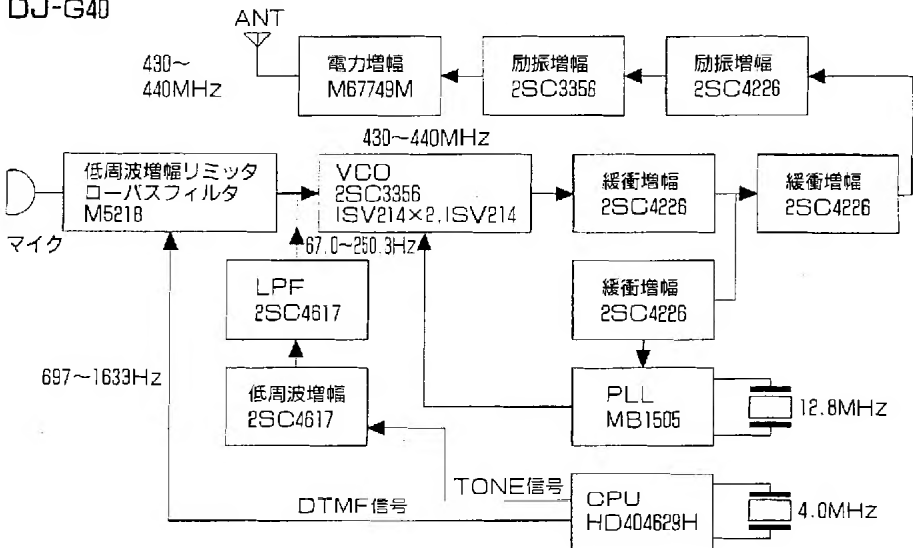 DJ-G40
ANT
430~
440MHz
電力増幅
M67749M
励振増幅
2SC3356
励振増幅
2SC4226
430~440MHz
低周波増幅リミッタ
ローパスフィルタ
M5218
マイク
VCO
2SC3356
ISV214×2.ISV214
緩衝増幅
2SC4226
緩衝増幅
2SC4226
67.0~250.3Hz
LPF
2SC4617
緩衝増幅
2SC4226
697~1633Hz
低周波増幅
2SC4617
PLL
MB1505
12.8MHz
TONE信号
DTMF信号
CPU
HD404629H
4.0MHz